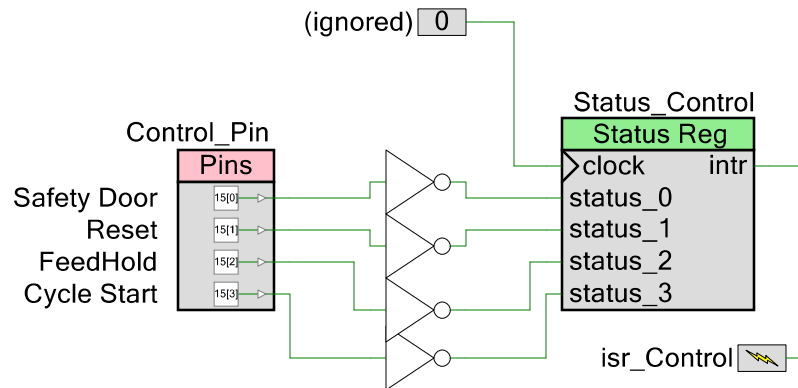 (ignored) 0
Status_Control
Control_Pin
Status Reg
Pins
clock
intr
Safety Door
15[0]
status_0
Reset
15[1]
status_1
FeedHold
15[2]
status_2
Cycle Start
15[3]
status_3
isr_Control